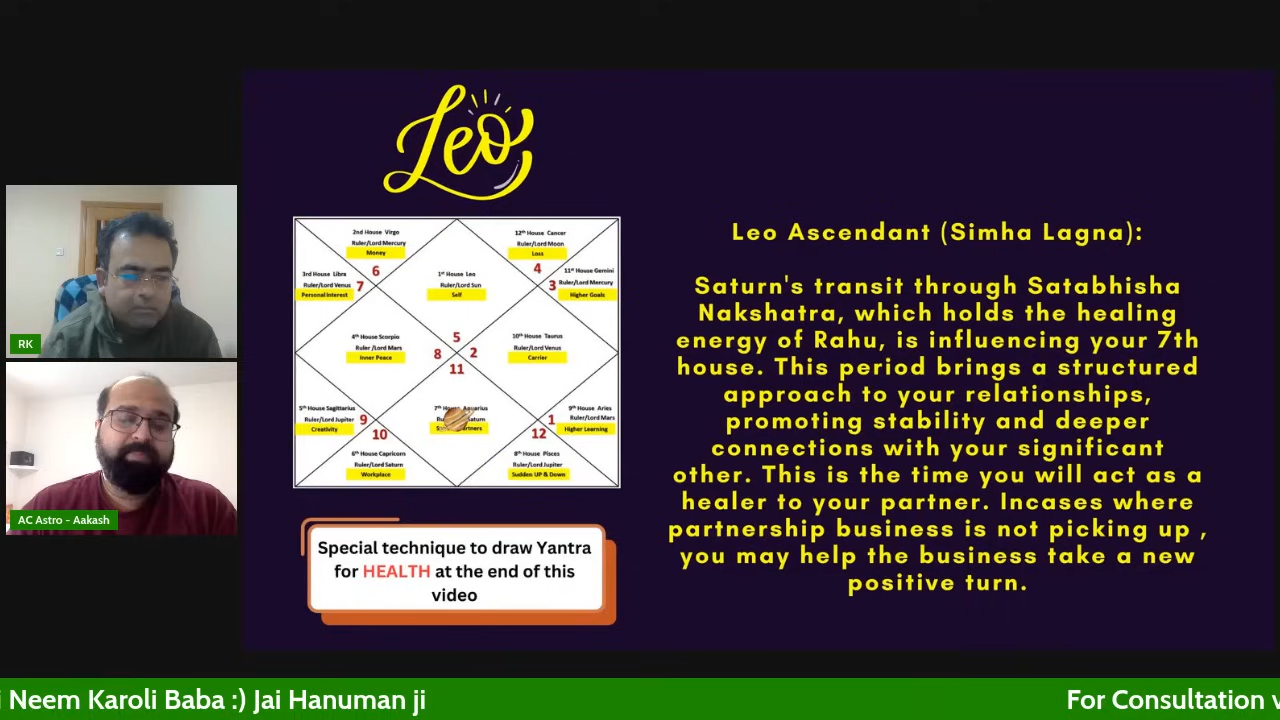 Leo
2nd House Virgo
Ruler/Lord Mercury
Money
6
12th House Cancer
Ruler/Lord Moon
Loss
4
3rd House Libra
Ruler/Lord Venus
Personal Interest
7
1st House Leo
Ruler/Lord Sun
Self
11th House Gemini
Ruler/Lord Mercury
Higher Goals
3
4th House Scorpio
Ruler /Lord Mars
Inner Peace
5
8
2
11
10th House Taurus
Ruler/Lord Venus
Carrier
5th House Sagittarius
Ruler/Lord Jupiter
Creativity
9
10
7th
Aquarius
9th House Aries
Ruler/Lord Mars
Higher Learning
1
12
6th House Capricorn
Ruler/Lord Saturn
Workplace
8th House Pisces
Ruler/Lord Jupiter
Sudden UP & Down
Special technique to draw Yantra
for HEALTH at the end of this
video
Leo Ascendant (Simha Lagna):
Saturn's transit through Satabhisha
Nakshatra, which holds the healing
energy of Rahu, is influencing your 7th
house. This period brings a structured
approach to your relationships,
promoting stability and deeper
connections with your significant
other. This is the time you will act as a
healer to your partner. Incases where
partnership business is not picking up ,
you may help the business take a new
positive turn.
RK
AC Astro - Aakash
i Neem Karoli Baba :) Jai Hanuman ji
For Consultation